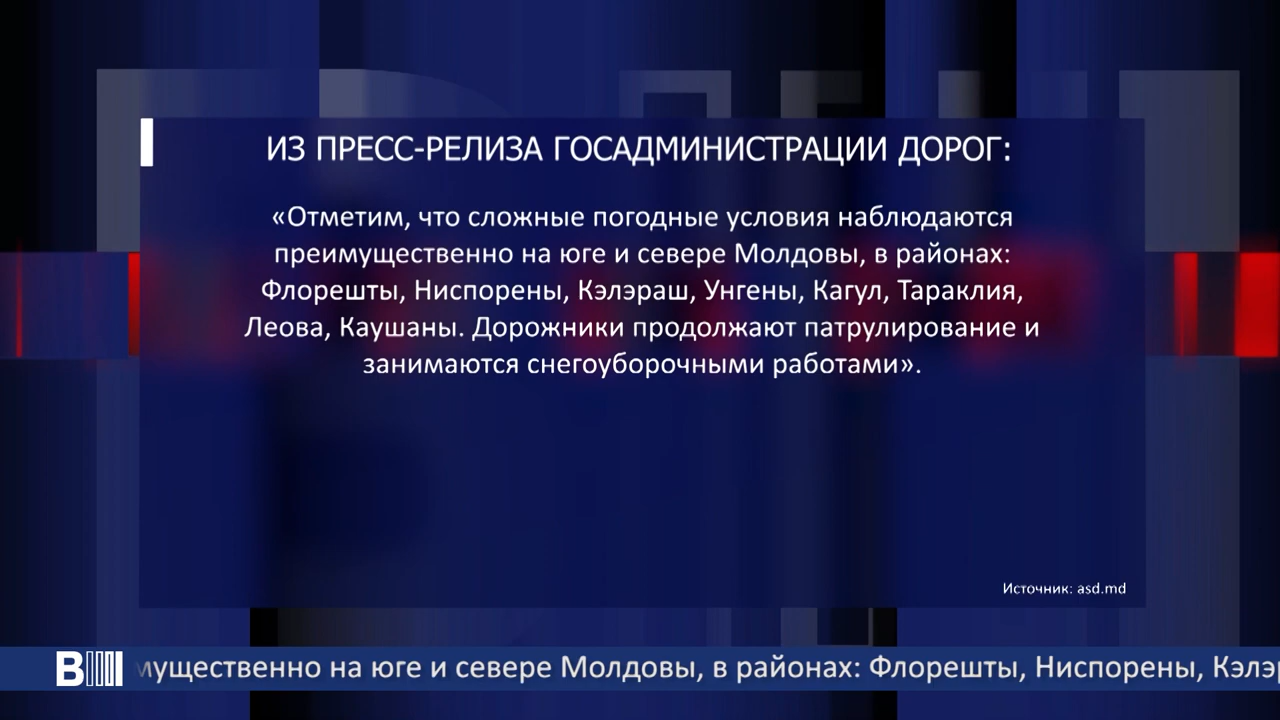 ИЗ ПРЕСС-РЕЛИЗА ГОСАДМИНИСТРАЦИИ ДОРОГ:
«Отметим, что сложные погодные условия наблюдаются
преимущественно на юге и севере Молдовы, в районах:
Флорешты, Ниспорены, Кэлэраш, Унгены, Кагул, Тараклия,
Леова, Каушаны. Дорожники продолжают патрулирование и
занимаются снегоуборочными работами».
Источник: asd.md
В мущественно на юге и севере Молдовы, в районах: Флорешты, Ниспорены, Кэлэр